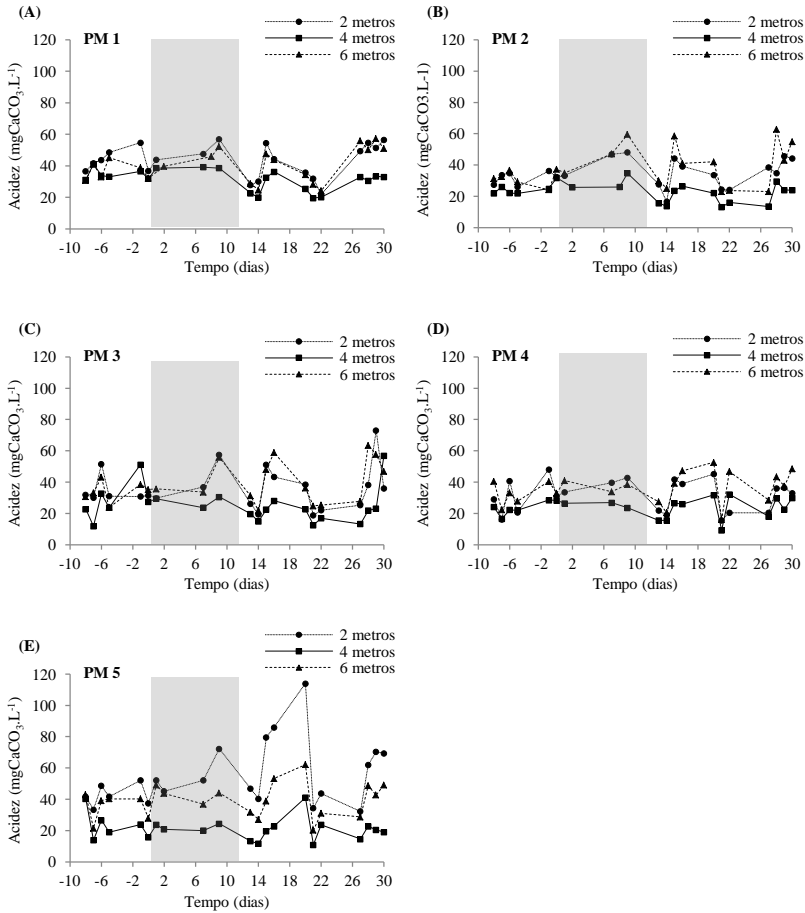 (A)
PM 1
2 metros
4 metros
6 metros
Acidez (mgCaCO₃.L⁻¹)
120
100
80
60
40
20
0
-10 -6 -2 2 6 10 14 18 22 26 30
Tempo (dias)
(B)
PM 2
2 metros
4 metros
6 metros
Acidez (mgCaCO3.L-1)
120
100
80
60
40
20
0
-10 -6 -2 2 6 10 14 18 22 26 30
Tempo (dias)
(C)
PM 3
2 metros
4 metros
6 metros
Acidez (mgCaCO₃.L⁻¹)
120
100
80
60
40
20
0
-10 -6 -2 2 6 10 14 18 22 26 30
Tempo (dias)
(D)
PM 4
2 metros
4 metros
6 metros
Acidez (mgCaCO₃.L⁻¹)
120
100
80
60
40
20
0
-10 -6 -2 2 6 10 14 18 22 26 30
Tempo (dias)
(E)
PM 5
2 metros
4 metros
6 metros
Acidez (mgCaCO₃.L⁻¹)
120
100
80
60
40
20
0
-10 -6 -2 2 6 10 14 18 22 26 30
Tempo (dias)